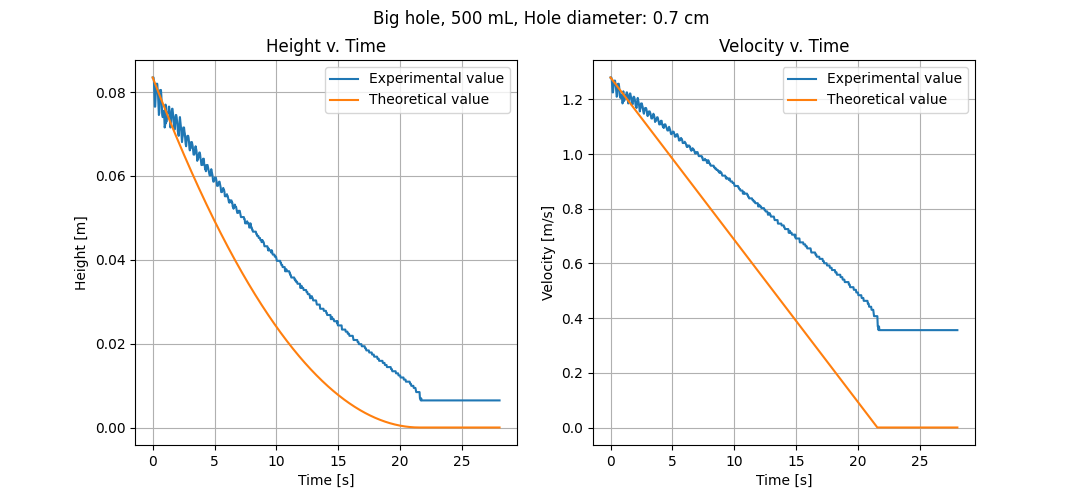 Big hole, 500 mL, Hole diameter: 0.7 cm
Height v. Time
Experimental value
Theoretical value
Height [m]
0.08
0.06
0.04
0.02
0.00
0 5 10 15 20 25
Time [s]
Velocity v. Time
Experimental value
Theoretical value
Velocity [m/s]
1.2
1.0
0.8
0.6
0.4
0.2
0.0
0 5 10 15 20 25
Time [s]